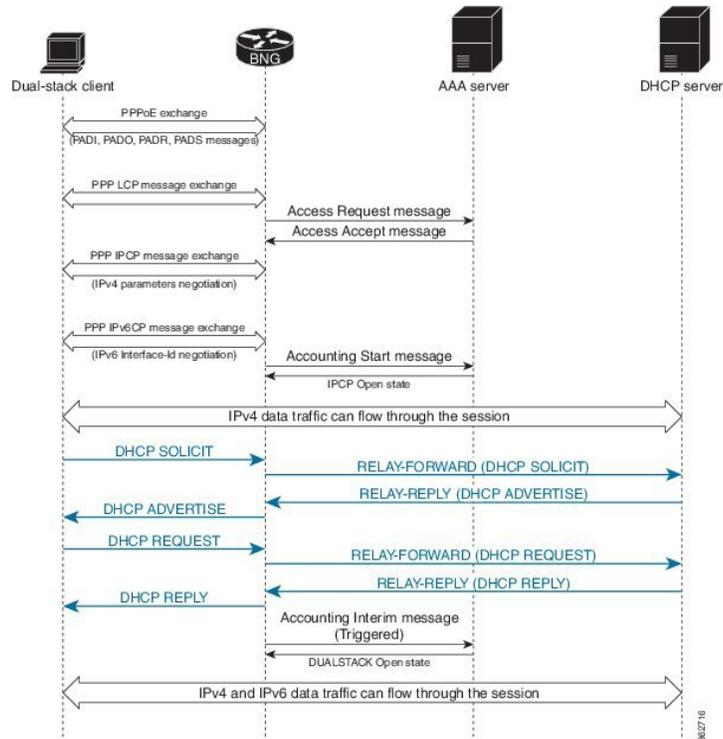 BNG
Dual-stack client
AAA server
DHCP server
PPPoE exchange
(PADI, PADO, PADR, PADS messages)
PPP LCP message exchange
Access Request message
Access Accept message
PPP IPCP message exchange
(IPv4 parameters negotiation)
PPP IPv6CP message exchange
(IPv6 Interface-Id negotiation)
Accounting Start message
IPCP Open state
IPv4 data traffic can flow through the session
DHCP SOLICIT
RELAY-FORWARD (DHCP SOLICIT)
RELAY-REPLY (DHCP ADVERTISE)
DHCP ADVERTISE
DHCP REQUEST
RELAY-FORWARD (DHCP REQUEST)
RELAY-REPLY (DHCP REPLY)
DHCP REPLY
Accounting Interim message
(Triggered)
DUALSTACK Open state
IPv4 and IPv6 data traffic can flow through the session